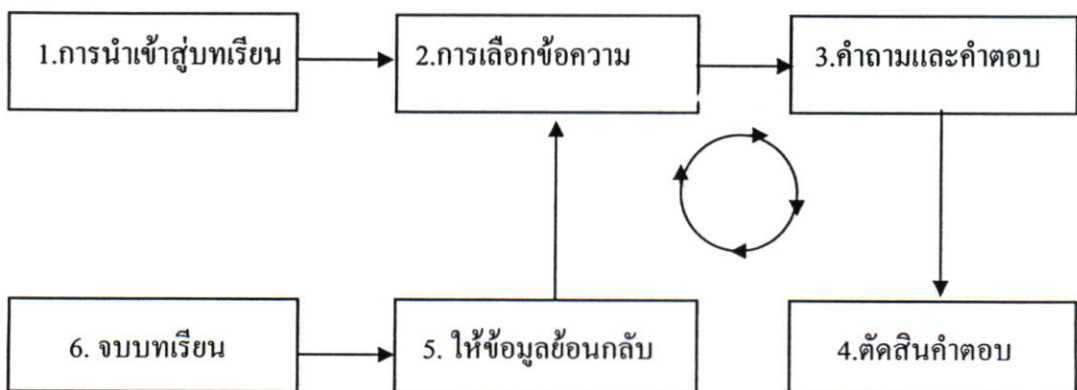 1.การนำเข้าสู่บทเรียน
2.การเลือกข้อความ
3.คำถามและคำตอบ
6. จบบทเรียน
5. ให้ข้อมูลย้อนกลับ
4.ตัดสินคำตอบ